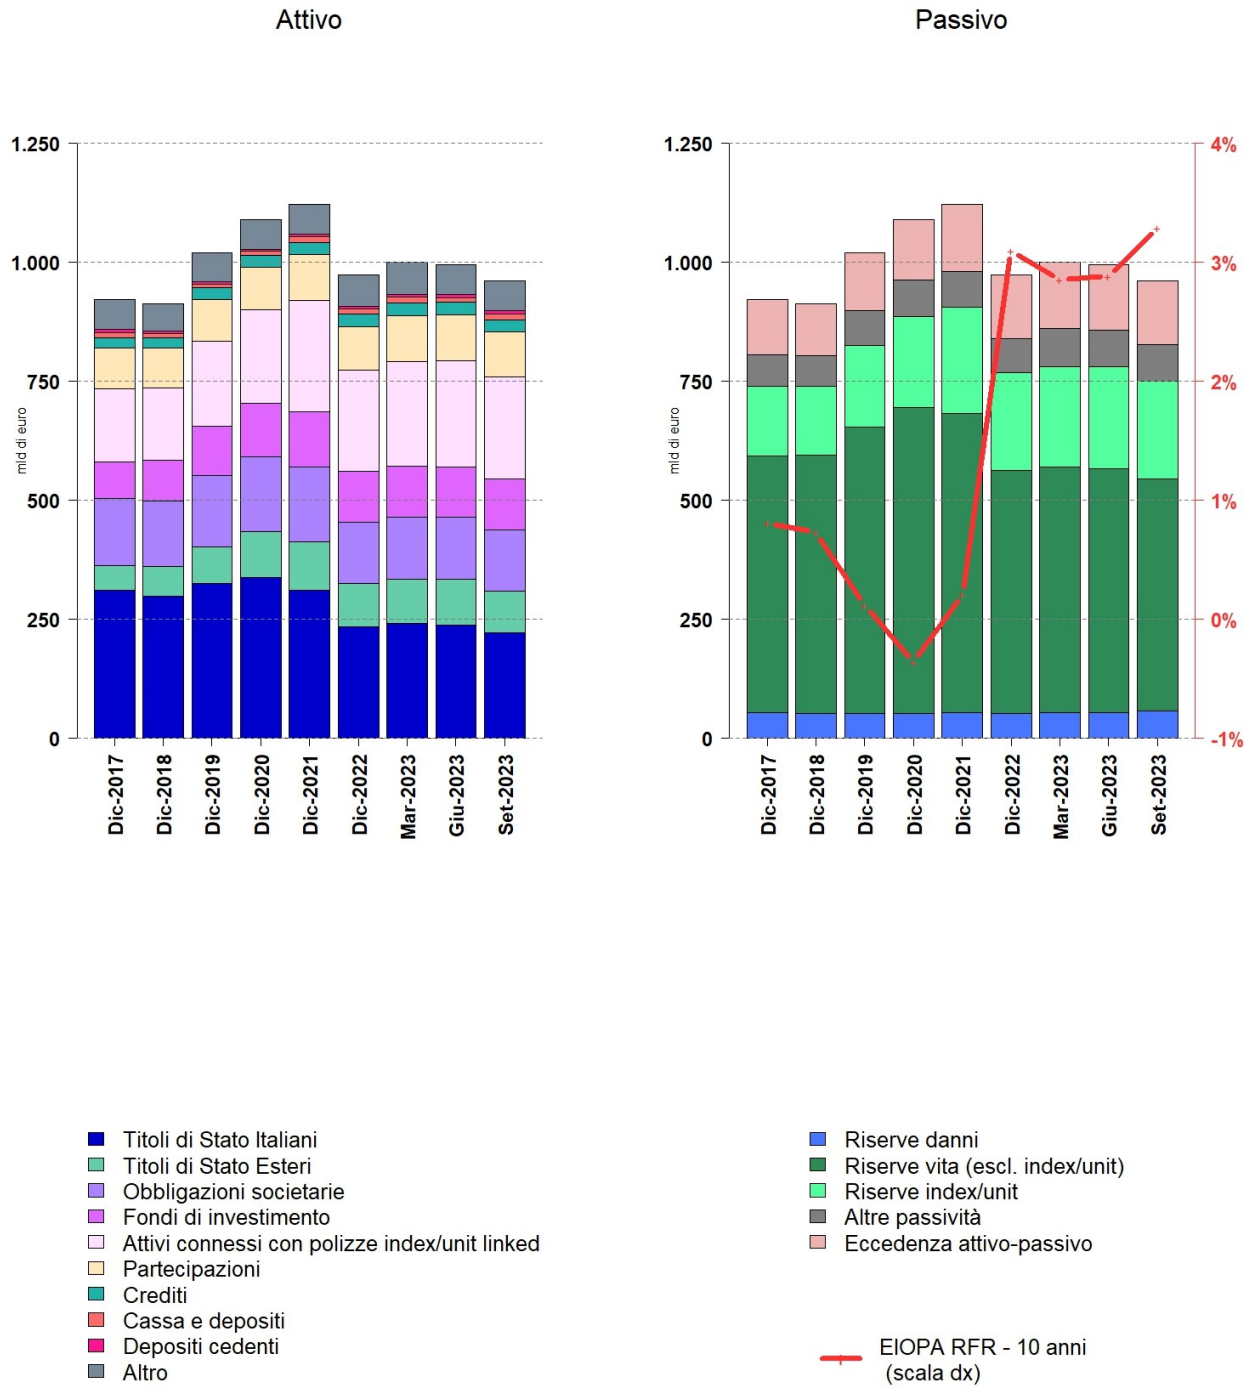 Attivo
1.250
1.000
750
500
250
0
mld di euro
Dic-2017
Dic-2018
Dic-2019
Dic-2020
Dic-2021
Dic-2022
Mar-2023
Giu-2023
Set-2023
Titoli di Stato Italiani
Titoli di Stato Esteri
Obbligazioni societarie
Fondi di investimento
Attivi connessi con polizze index/unit linked
Partecipazioni
Crediti
Cassa e depositi
Depositi cedenti
Altro
Passivo
1.250
1.000
750
500
250
0
mld di euro
4%
3%
2%
1%
0%
-1%
Dic-2017
Dic-2018
Dic-2019
Dic-2020
Dic-2021
Dic-2022
Mar-2023
Giu-2023
Set-2023
Riserve danni
Riserve vita (escl. index/unit)
Riserve index/unit
Altre passività
Eccedenza attivo-passivo
EIOPA RFR - 10 anni
(scala dx)